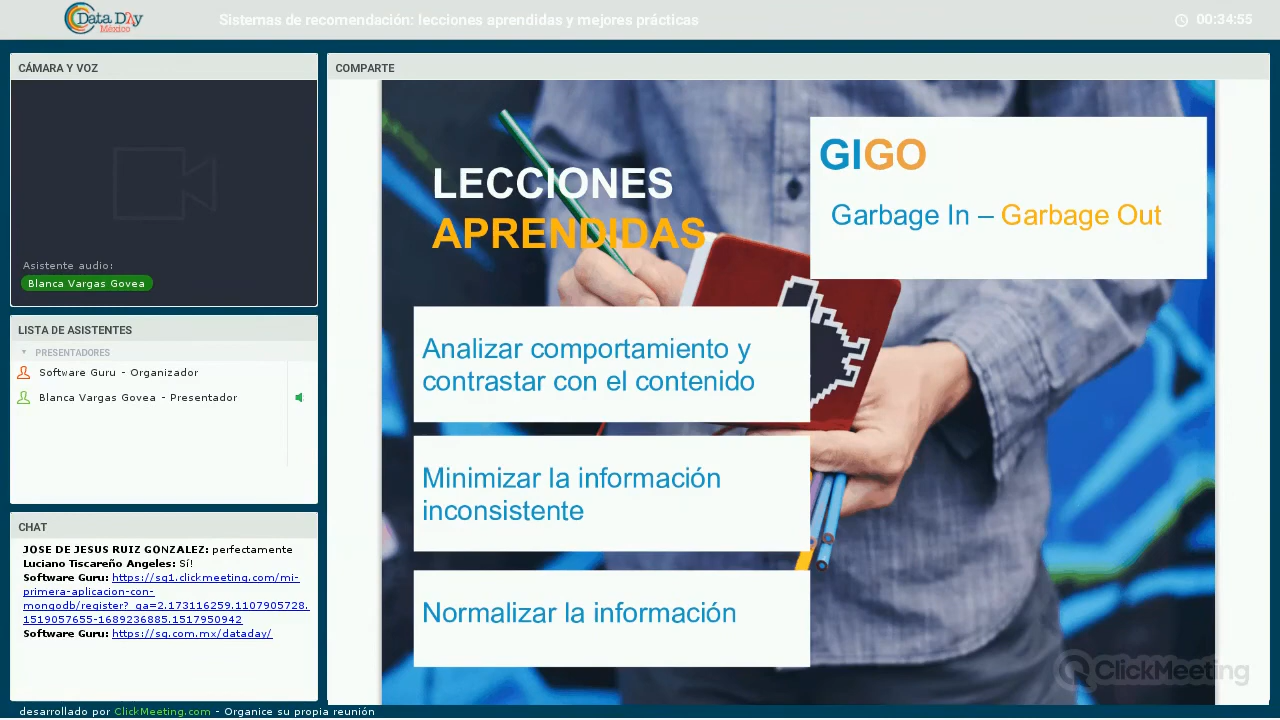 Data Day
México
Sistemas de recomendación: lecciones aprendidas y mejores prácticas
00:34:55
CÁMARA Y VOZ
Asistente audio:
Blanca Vargas Govea
LISTA DE ASISTENTES
PRESENTADORES
Software Guru - Organizador
Blanca Vargas Govea - Presentador
CHAT
JOSE DE JESUS RUIZ GONZALEZ: perfectamente
Luciano Tiscareño Angeles: Sí!
Software Guru: https://sg1.clickmeeting.com/mi-
primera-aplicacion-con-
mongodb/register?_ga=2.173116259.1107905728.
1519057655-1689236885.1517950942
Software Guru: https://sg.com.mx/dataday/
COMPARTE
LECCIONES
APRENDIDAS
GIGO
Garbage In – Garbage Out
Analizar comportamiento y
contrastar con el contenido
Minimizar la información
inconsistente
Normalizar la información
ClickMeeting
desarrollado por ClickMeeting.com - Organice su propia reunión